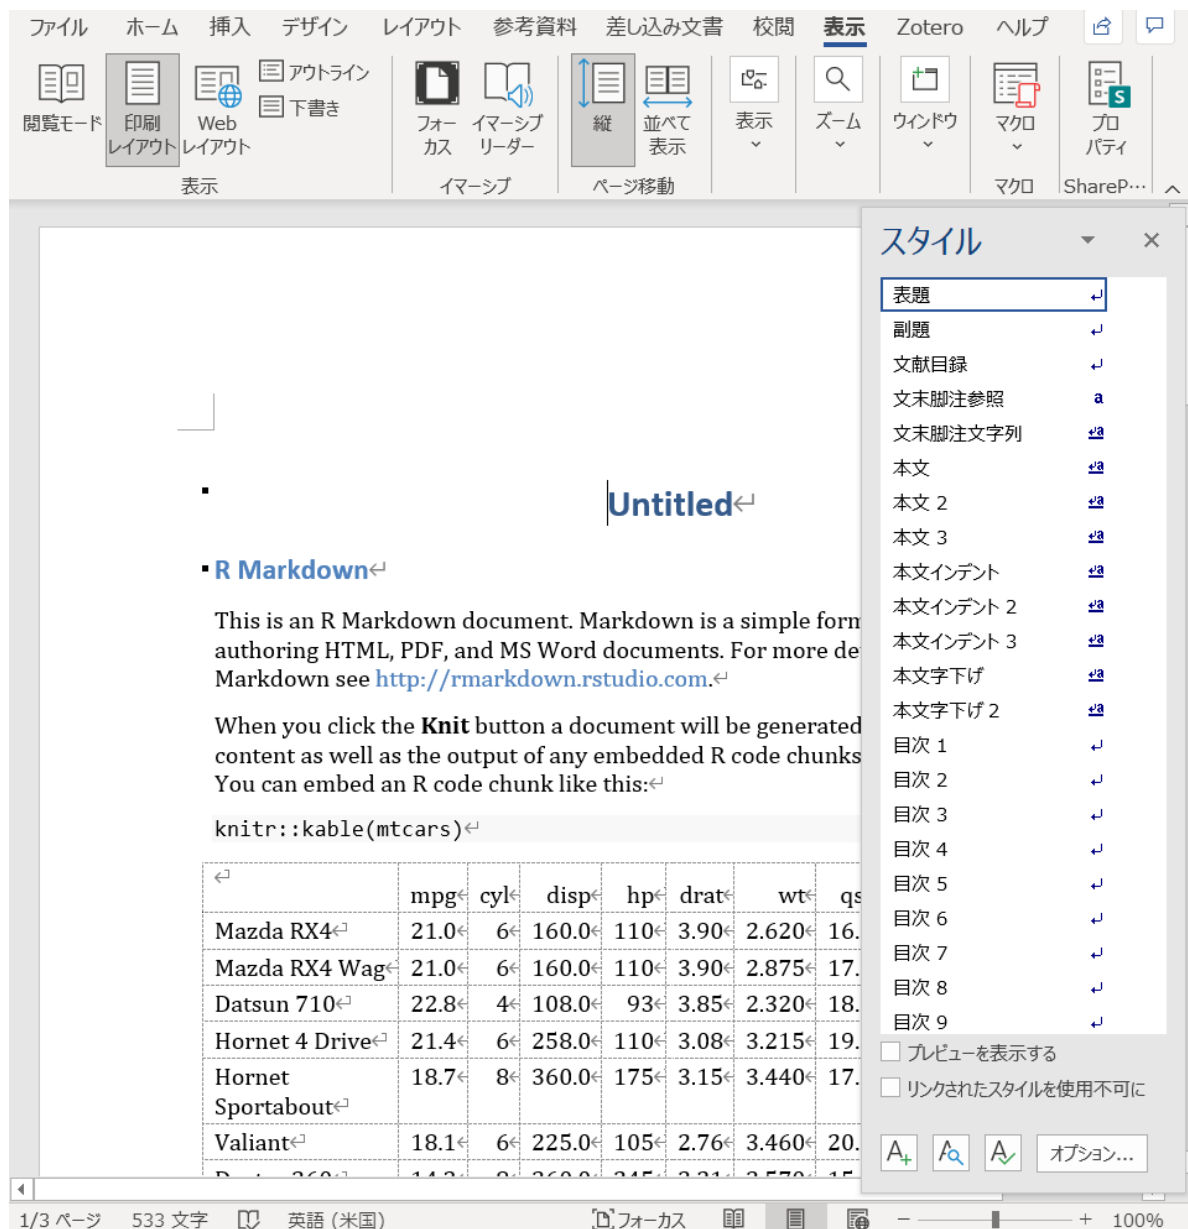 ファイル ホーム 挿入 デザイン レイアウト 参考資料 差し込み文書 校閲 表示 Zotero ヘルプ
閲覧モード
印刷
レイアウト
Web
レイアウト
アウトライン
下書き
フォー
カス
イマーシブ
リーダー
縦
並べて
表示
表示
ズーム
ウィンドウ
マクロ
プロ
パティ
表示 イマーシブ ページ移動 マクロ ShareP...
Untitled
R Markdown
This is an R Markdown document. Markdown is a simple form
authoring HTML, PDF, and MS Word documents. For more de
Markdown see http://rmarkdown.rstudio.com.
When you click the Knit button a document will be generated
content as well as the output of any embedded R code chunks
You can embed an R code chunk like this:
knitr::kable(mtcars)
mpg cyl disp hp drat wt qs
Mazda RX4 21.0 6 160.0 110 3.90 2.620 16.
Mazda RX4 Wag 21.0 6 160.0 110 3.90 2.875 17.
Datsun 710 22.8 4 108.0 93 3.85 2.320 18.
Hornet 4 Drive 21.4 6 258.0 110 3.08 3.215 19.
Hornet 18.7 8 360.0 175 3.15 3.440 17.
Sportabout
Valiant 18.1 6 225.0 105 2.76 3.460 20.
スタイル
表題
副題
文献目録
文末脚注参照 a
文末脚注文字列 a
本文 a
本文 2 a
本文 3 a
本文インデント a
本文インデント 2 a
本文インデント 3 a
本文字下げ a
本文字下げ 2 a
目次 1
目次 2
目次 3
目次 4
目次 5
目次 6
目次 7
目次 8
目次 9
プレビューを表示する
リンクされたスタイルを使用不可に
オプション...
1/3 ページ 533 文字 英語 (米国) フォーカス 100%